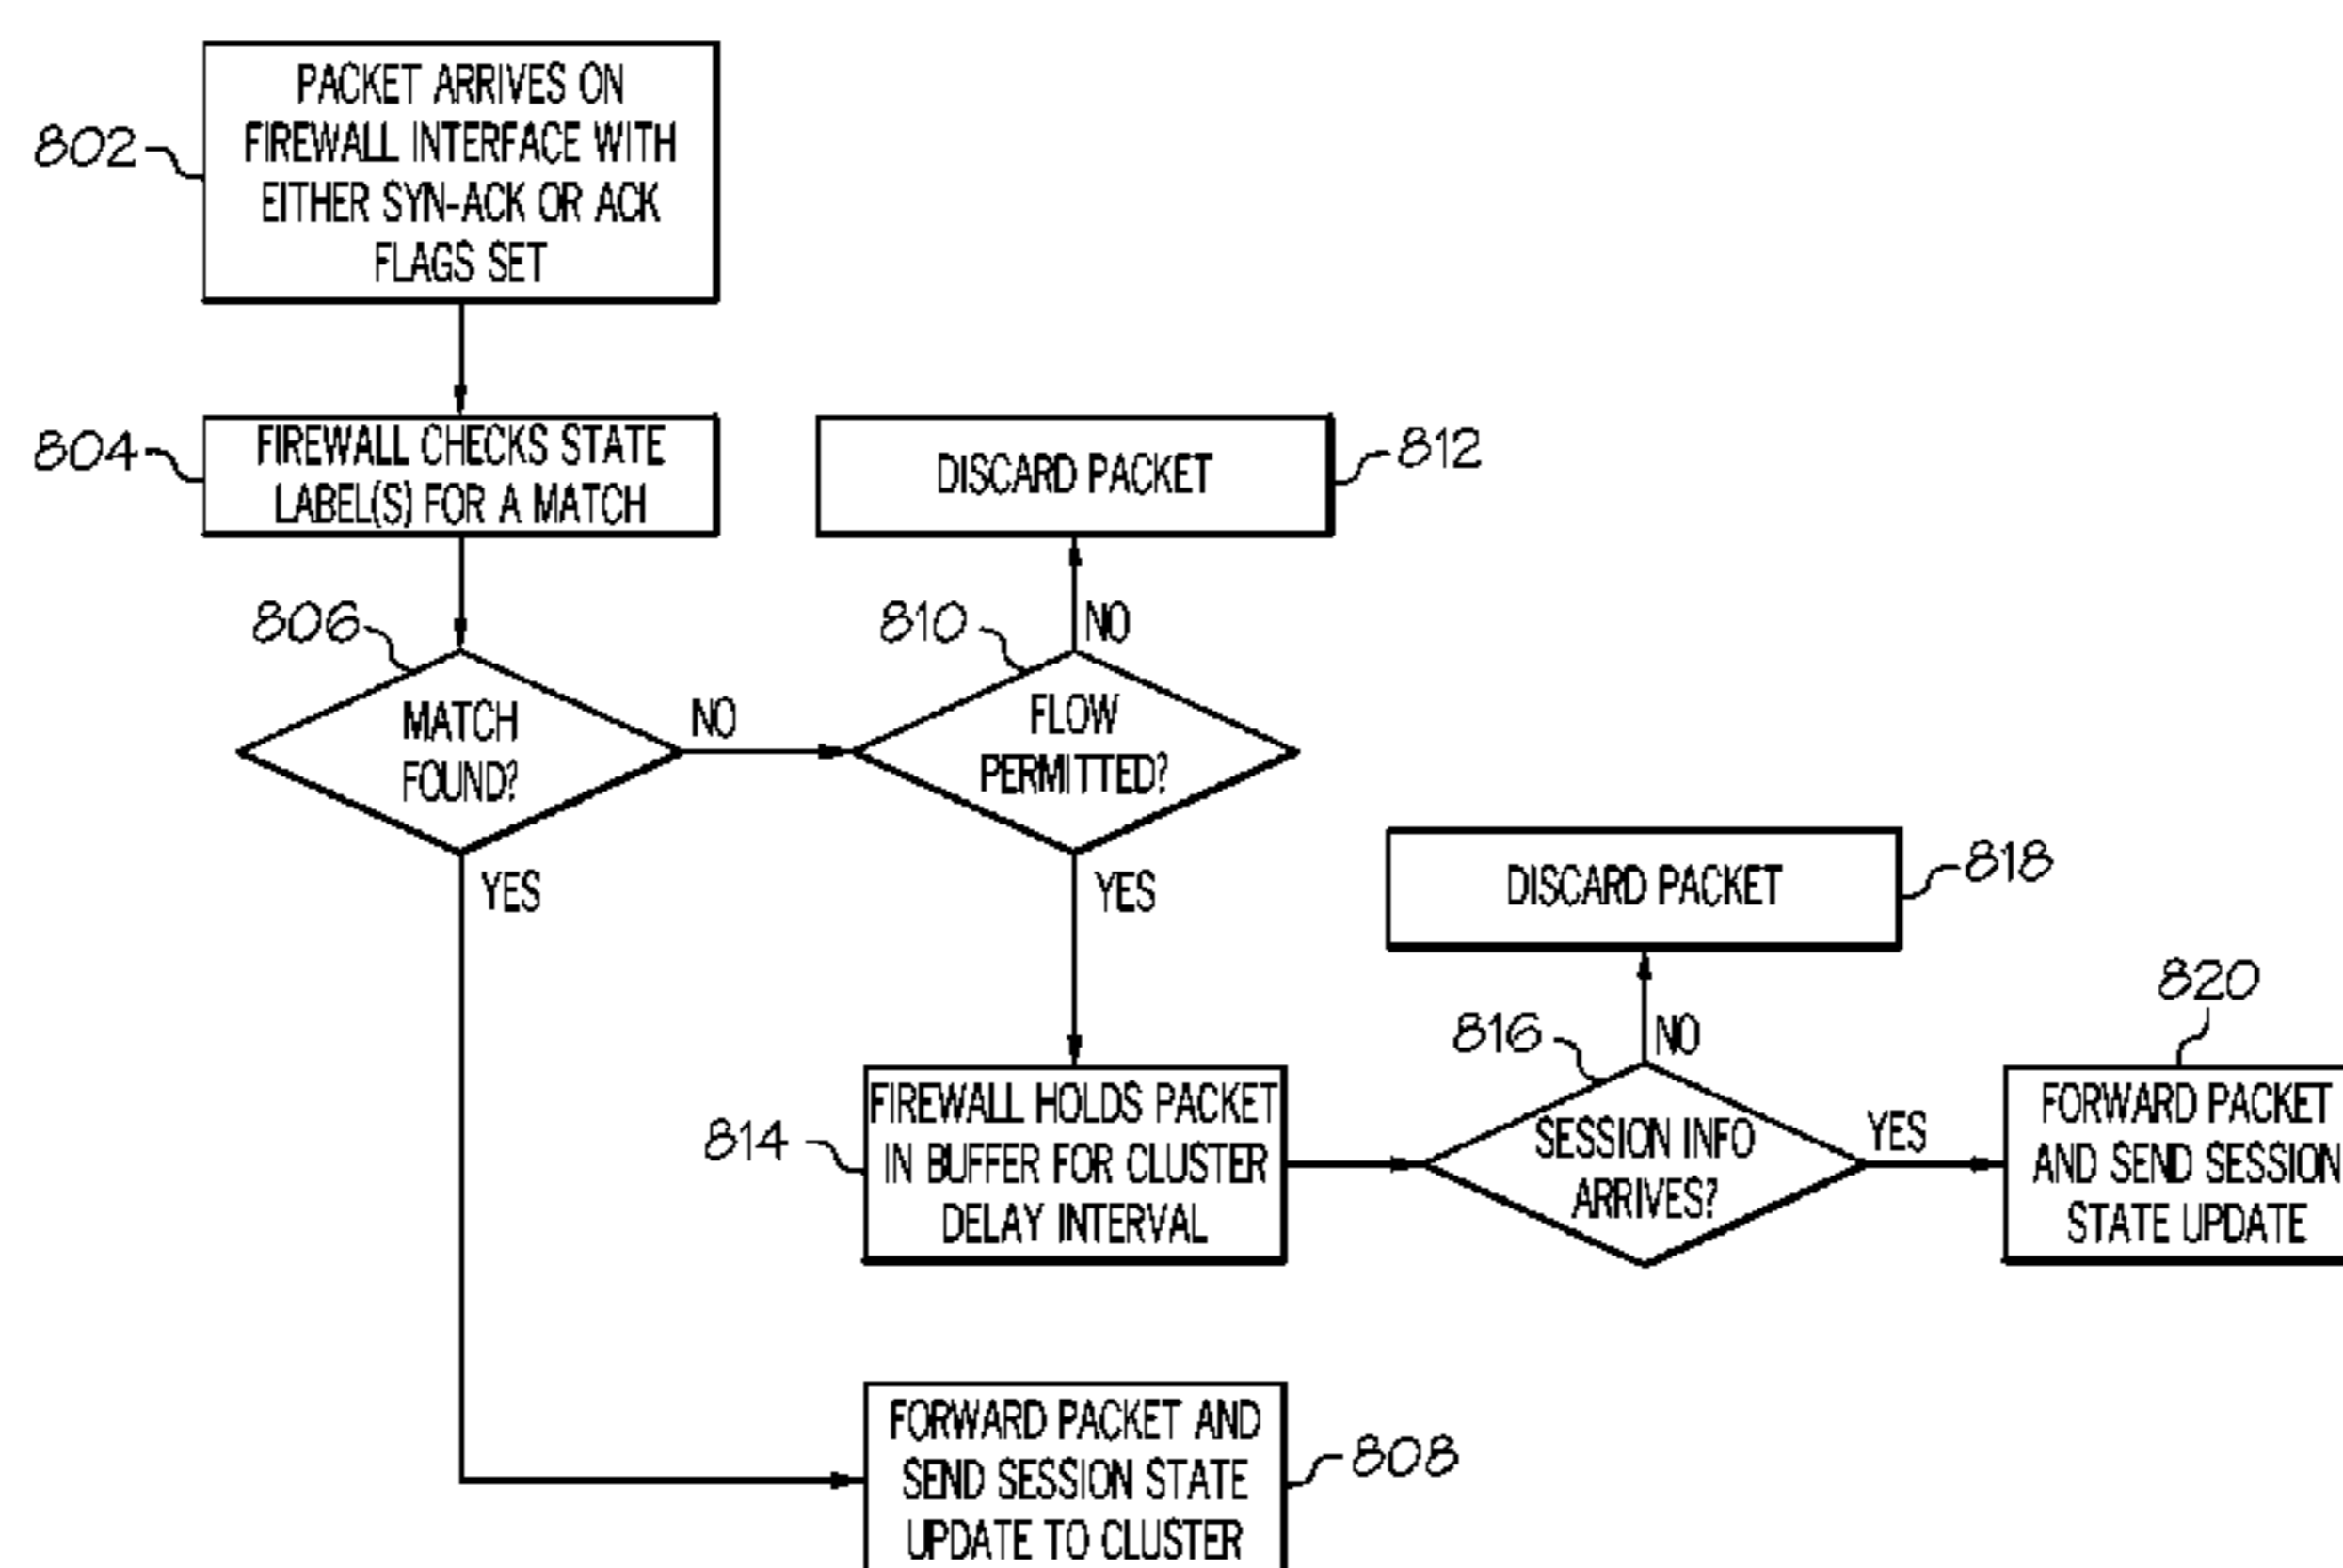 802
PACKET ARRIVES ON
FIREWALL INTERFACE WITH
EITHER SYN-ACK OR ACK
FLAGS SET
804
FIREWALL CHECKS STATE
LABEL(S) FOR A MATCH
DISCARD PACKET
812
806
MATCH
FOUND?
NO
YES
810
NO
FLOW
PERMITTED?
YES
DISCARD PACKET
818
814
FIREWALL HOLDS PACKET
IN BUFFER FOR CLUSTER
DELAY INTERVAL
816
NO
SESSION INFO
ARRIVES?
YES
820
FORWARD PACKET
AND SEND SESSION
STATE UPDATE
FORWARD PACKET AND
SEND SESSION STATE
UPDATE TO CLUSTER
808